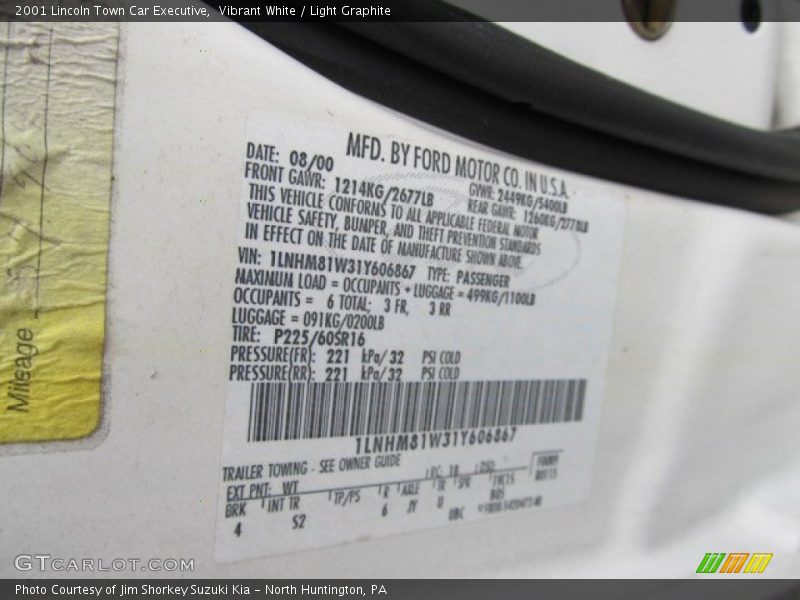 2001 Lincoln Town Car Executive, Vibrant White / Light Graphite
MFD. BY FORD MOTOR CO. IN U.S.A.
DATE: 08/00
GVWR: 2449KG/5400LB
FRONT GAWR: 1214KG/2677LB
REAR GAWR: 1260KG/2778LB
THIS VEHICLE CONFORMS TO ALL APPLICABLE FEDERAL MOTOR
VEHICLE SAFETY, BUMPER, AND THEFT PREVENTION STANDARDS
IN EFFECT ON THE DATE OF MANUFACTURE SHOWN ABOVE.
VIN: 1LNHM81W31Y606867 TYPE: PASSENGER
MAXIMUM LOAD = OCCUPANTS + LUGGAGE = 499KG/1100LB
OCCUPANTS = 6 TOTAL; 3 FR, 3 RR
LUGGAGE = 091KG/0200LB
TIRE: P225/60SR16
PRESSURE(FR): 221 kPa/32 PSI COLD
PRESSURE(RR): 221 kPa/32 PSI COLD
1LNHM81W31Y606867
TRAILER TOWING - SEE OWNER GUIDE
EXT PNT: WT
BRK INT TR TP/PS R AXLE TR SPR
4 S2 6 JY U
UBC
Mileage
GTCARLOT.COM
Photo Courtesy of Jim Shorkey Suzuki Kia – North Huntington, PA